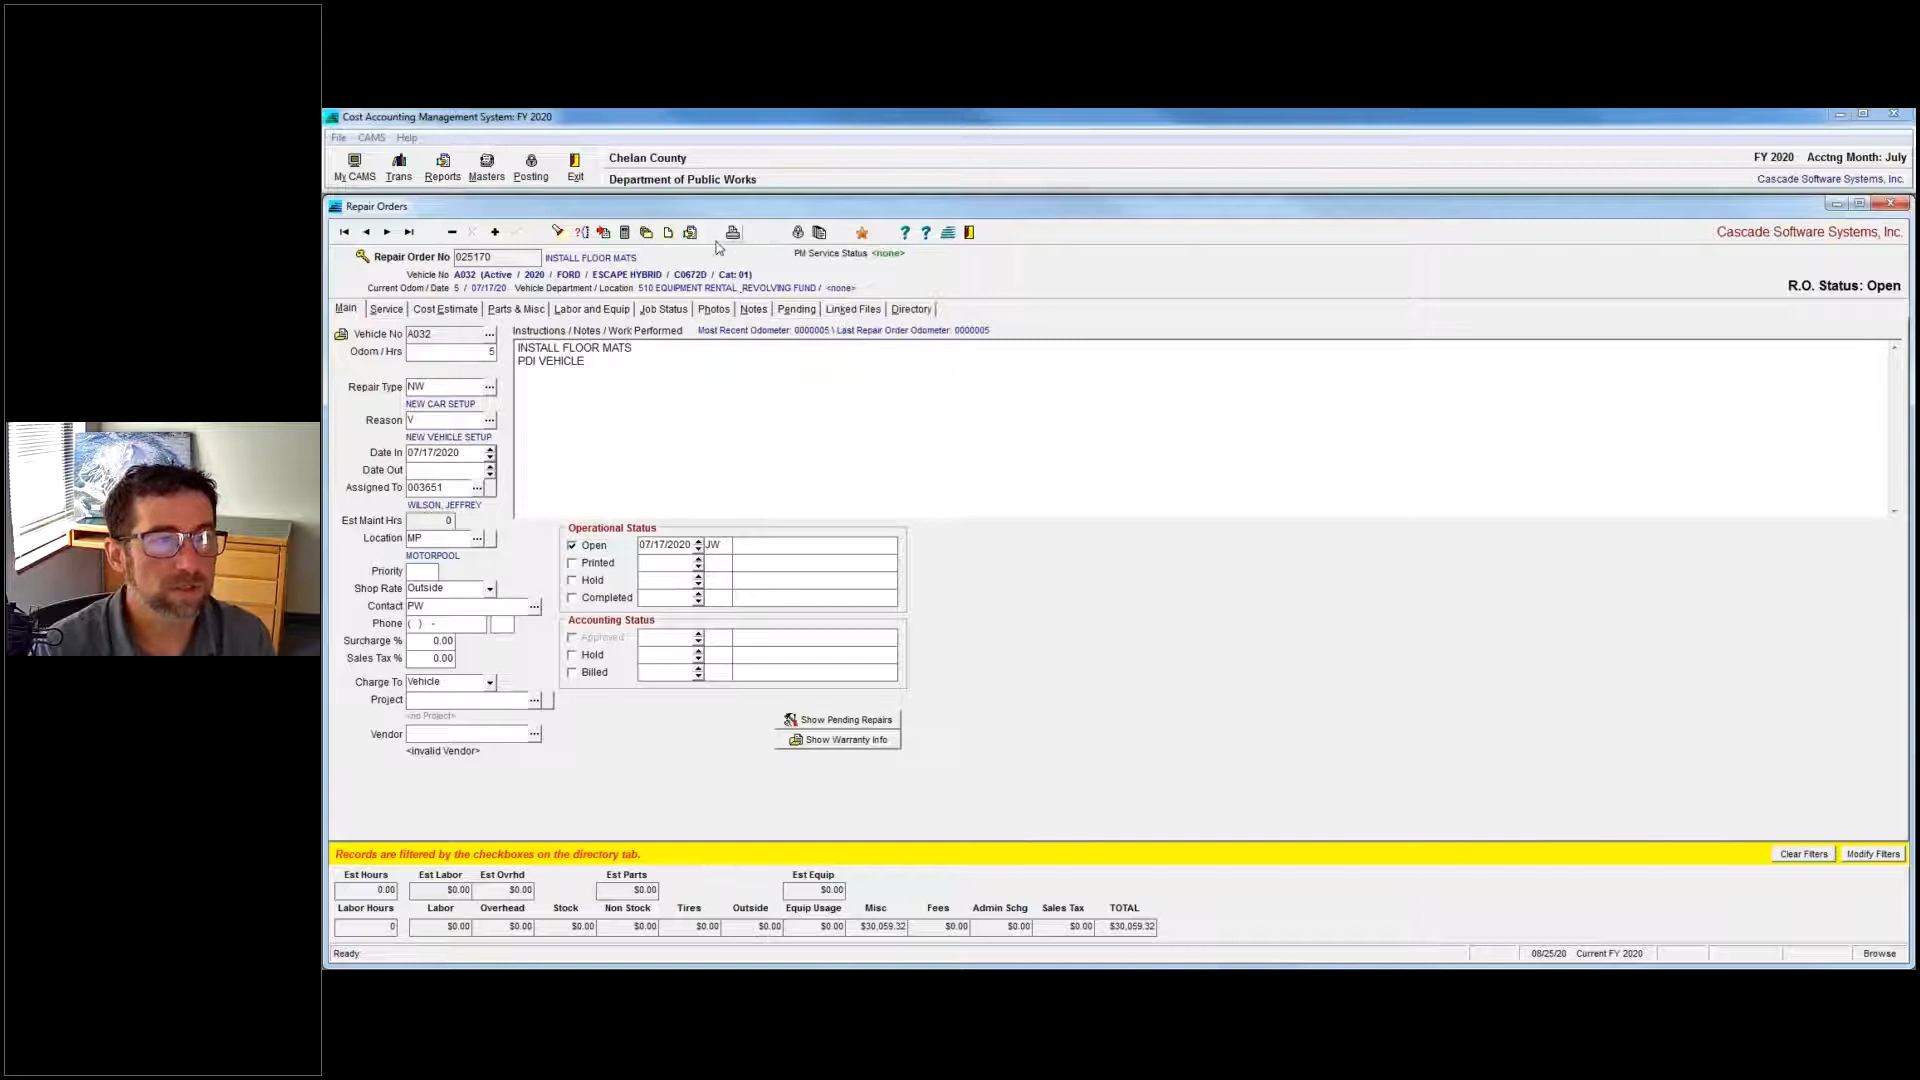 Cost Accounting Management System: FY 2020
File CAMS Help
My CAMS Trans Reports Masters Posting Exit
Chelan County
Department of Public Works
FY 2020 Acctng Month: July
Cascade Software Systems, Inc.
Repair Orders
Cascade Software Systems, Inc.
Repair Order No 025170 INSTALL FLOOR MATS
PM Service Status <none>
Vehicle No A032 (Active / 2020 / FORD / ESCAPE HYBRID / C0672D / Cat: 01)
Current Odom / Date 5 / 07/17/20 Vehicle Department / Location 510 EQUIPMENT RENTAL _REVOLVING FUND / <none>
R.O. Status: Open
Main Service Cost Estimate Parts & Misc Labor and Equip Job Status Photos Notes Pending Linked Files Directory
Vehicle No A032
Odom / Hrs 5
Repair Type NW
NEW CAR SETUP
Reason V
NEW VEHICLE SETUP
Date In 07/17/2020
Date Out
Assigned To 003651
WILSON, JEFFREY
Est Maint Hrs 0
Location MP
MOTORPOOL
Priority
Shop Rate Outside
Contact PW
Phone ( ) -
Surcharge % 0.00
Sales Tax % 0.00
Charge To Vehicle
Project
<no Project>
Vendor
<invalid Vendor>
Instructions / Notes / Work Performed Most Recent Odometer: 0000005 \ Last Repair Order Odometer: 0000005
INSTALL FLOOR MATS
PDI VEHICLE
Operational Status
Open 07/17/2020 JW
Printed
Hold
Completed
Accounting Status
Approved
Hold
Billed
Show Pending Repairs
Show Warranty Info
Records are filtered by the checkboxes on the directory tab.
Clear Filters Modify Filters
Est Hours Est Labor Est Ovrhd Est Parts Est Equip
0.00 $0.00 $0.00 $0.00 $0.00
Labor Hours Labor Overhead Stock Non Stock Tires Outside Equip Usage Misc Fees Admin Schg Sales Tax TOTAL
0 $0.00 $0.00 $0.00 $0.00 $0.00 $0.00 $0.00 $30,059.32 $0.00 $0.00 $0.00 $30,059.32
Ready
08/25/20 Current FY 2020 Browse